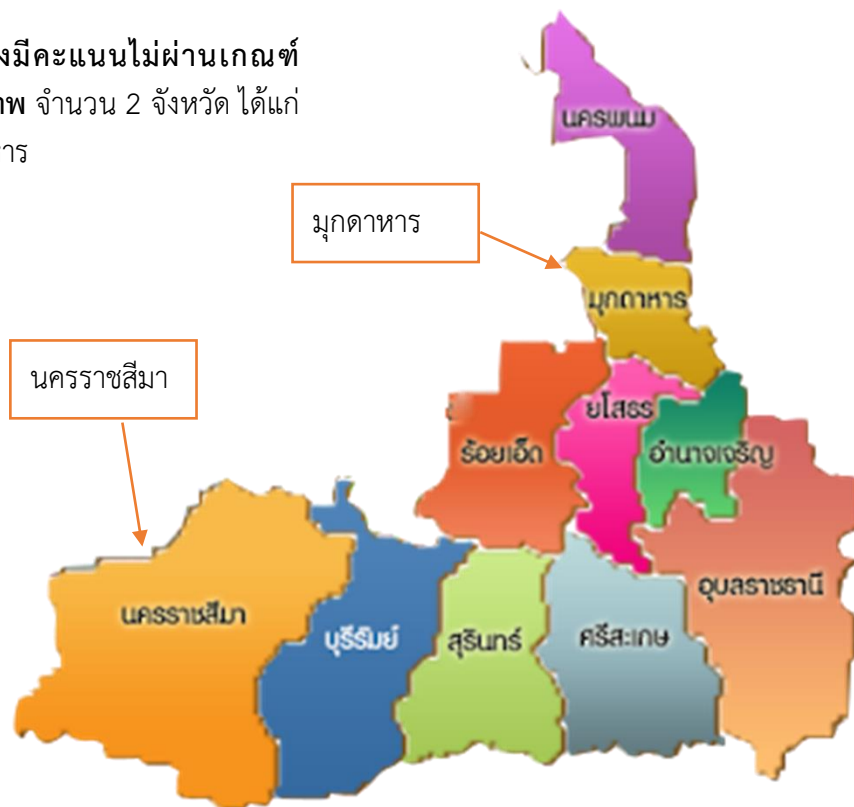 งมีคะแนนไม่ผ่านเกณฑ์
าพ จำนวน 2 จังหวัด ได้แก่
าร
นครพนม
มุกดาหาร
มุกดาหาร
นครราชสีมา
ยโสธร
ร้อยเอ็ด
อำนาจเจริญ
อุบลราชธานี
นครราชสีมา
บุรีรัมย์
สุรินทร์
ศรีสะเกษ